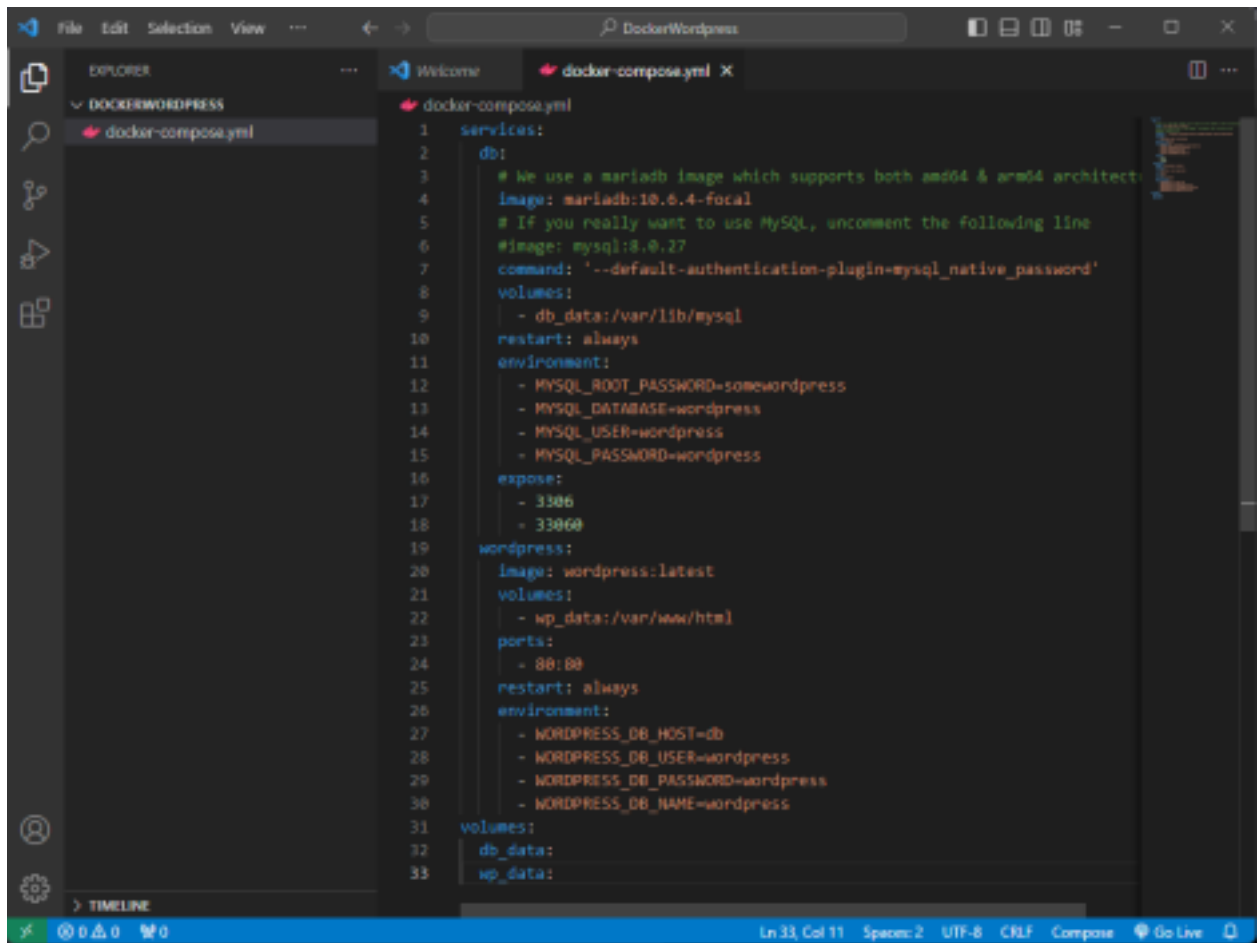 File Edit Selection View ··· DockerWordpress
EXPLORER ···
Welcome docker-compose.yml
DOCKERWORDPRESS
docker-compose.yml
docker-compose.yml
1 services:
2 db:
3 # We use a mariadb image which supports both amd64 & arm64 architect
4 image: mariadb:10.6.4-focal
5 # If you really want to use MySQL, uncomment the following line
6 #image: mysql:8.0.27
7 command: '--default-authentication-plugin=mysql_native_password'
8 volumes:
9 - db_data:/var/lib/mysql
10 restart: always
11 environment:
12 - MYSQL_ROOT_PASSWORD=somewordpress
13 - MYSQL_DATABASE=wordpress
14 - MYSQL_USER=wordpress
15 - MYSQL_PASSWORD=wordpress
16 expose:
17 - 3306
18 - 33060
19 wordpress:
20 image: wordpress:latest
21 volumes:
22 - wp_data:/var/www/html
23 ports:
24 - 80:80
25 restart: always
26 environment:
27 - WORDPRESS_DB_HOST=db
28 - WORDPRESS_DB_USER=wordpress
29 - WORDPRESS_DB_PASSWORD=wordpress
30 - WORDPRESS_DB_NAME=wordpress
31 volumes:
32 db_data:
33 wp_data:
TIMELINE
0 0 0 Ln 33, Col 11 Spaces: 2 UTF-8 CRLF Compose Go Live